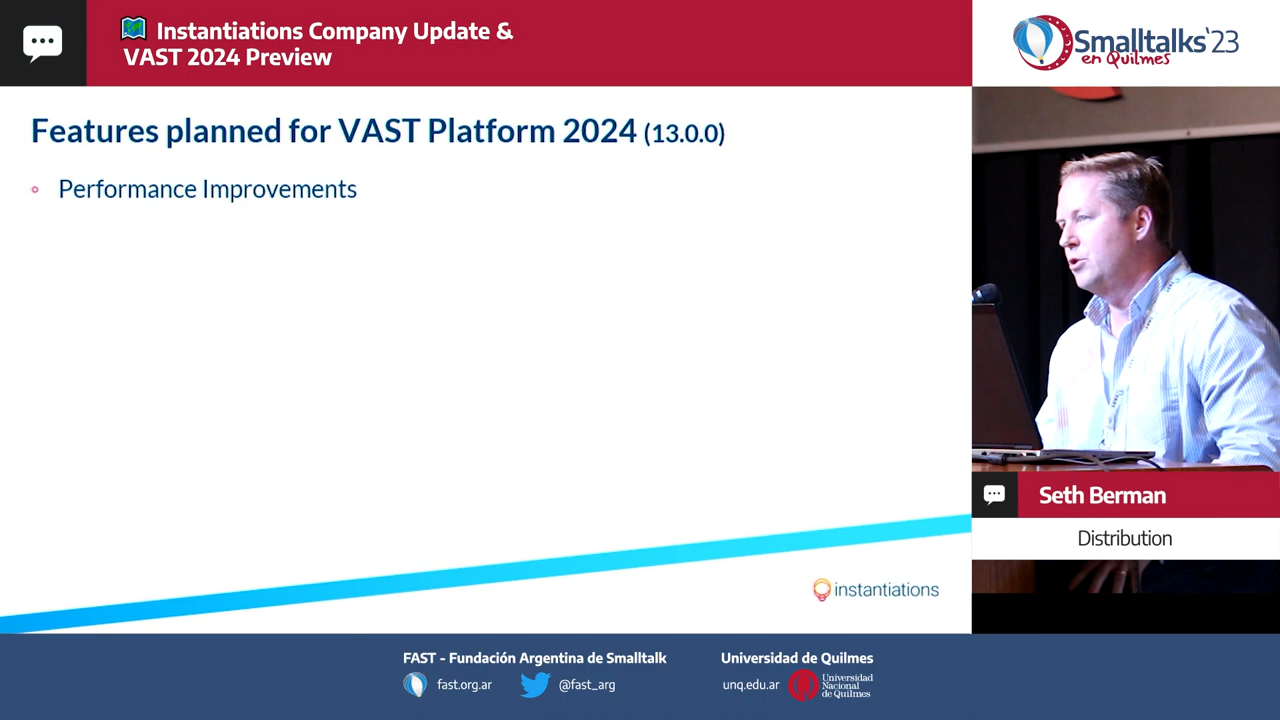 Instantiations Company Update &
VAST 2024 Preview
Smalltalks'23
en Quilmes
Features planned for VAST Platform 2024 (13.0.0)
Performance Improvements
instantiations
Seth Berman
Distribution
FAST - Fundación Argentina de Smalltalk
fast.org.ar
@fast_arg
Universidad de Quilmes
unq.edu.ar
Universidad
Nacional
de Quilmes